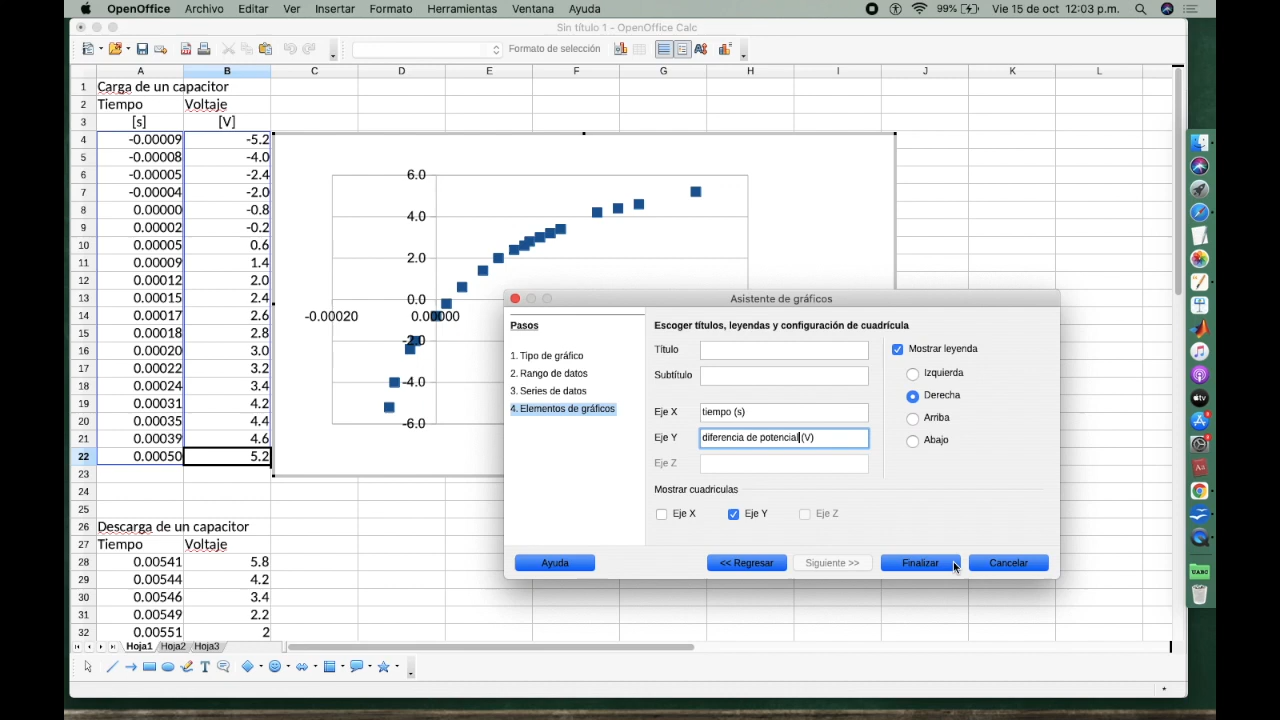 OpenOffice Archivo Editar Ver Insertar Formato Herramientas Ventana Ayuda 99% Vie 15 de oct 12:03 p.m.
Sin título 1 - OpenOffice Calc
Formato de selección
A B C D E F G H I J K L
1 Carga de un capacitor
2 Tiempo Voltaje
3 [s] [V]
4 -0.00009 -5.2
5 -0.00008 -4.0
6 -0.00005 -2.4
7 -0.00004 -2.0
8 0.00000 -0.8
9 0.00002 -0.2
10 0.00005 0.6
11 0.00009 1.4
12 0.00012 2.0
13 0.00015 2.4
14 0.00017 2.6
15 0.00018 2.8
16 0.00020 3.0
17 0.00022 3.2
18 0.00024 3.4
19 0.00031 4.2
20 0.00035 4.4
21 0.00039 4.6
22 0.00050 5.2
23
24
25
26 Descarga de un capacitor
27 Tiempo Voltaje
28 0.00541 5.8
29 0.00544 4.2
30 0.00546 3.4
31 0.00549 2.2
32 0.00551 2
6.0
4.0
2.0
0.0
-0.00020 0.00000
-2.0
-4.0
-6.0
Asistente de gráficos
Pasos
1. Tipo de gráfico
2. Rango de datos
3. Series de datos
4. Elementos de gráficos
Escoger títulos, leyendas y configuración de cuadrícula
Título
Subtítulo
Eje X tiempo (s)
Eje Y diferencia de potencial(V)
Eje Z
Mostrar leyenda
Izquierda
Derecha
Arriba
Abajo
Mostrar cuadriculas
Eje X Eje Y Eje Z
Ayuda << Regresar Siguiente >> Finalizar Cancelar
Hoja1 Hoja2 Hoja3
T
*
tv
Aa
UABC